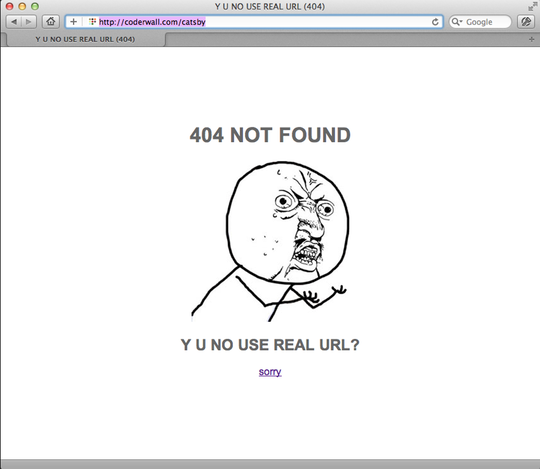 Y U NO USE REAL URL (404)
http://coderwall.com/catsby
Google
Y U NO USE REAL URL (404)
404 NOT FOUND
Y U NO USE REAL URL?
sorry